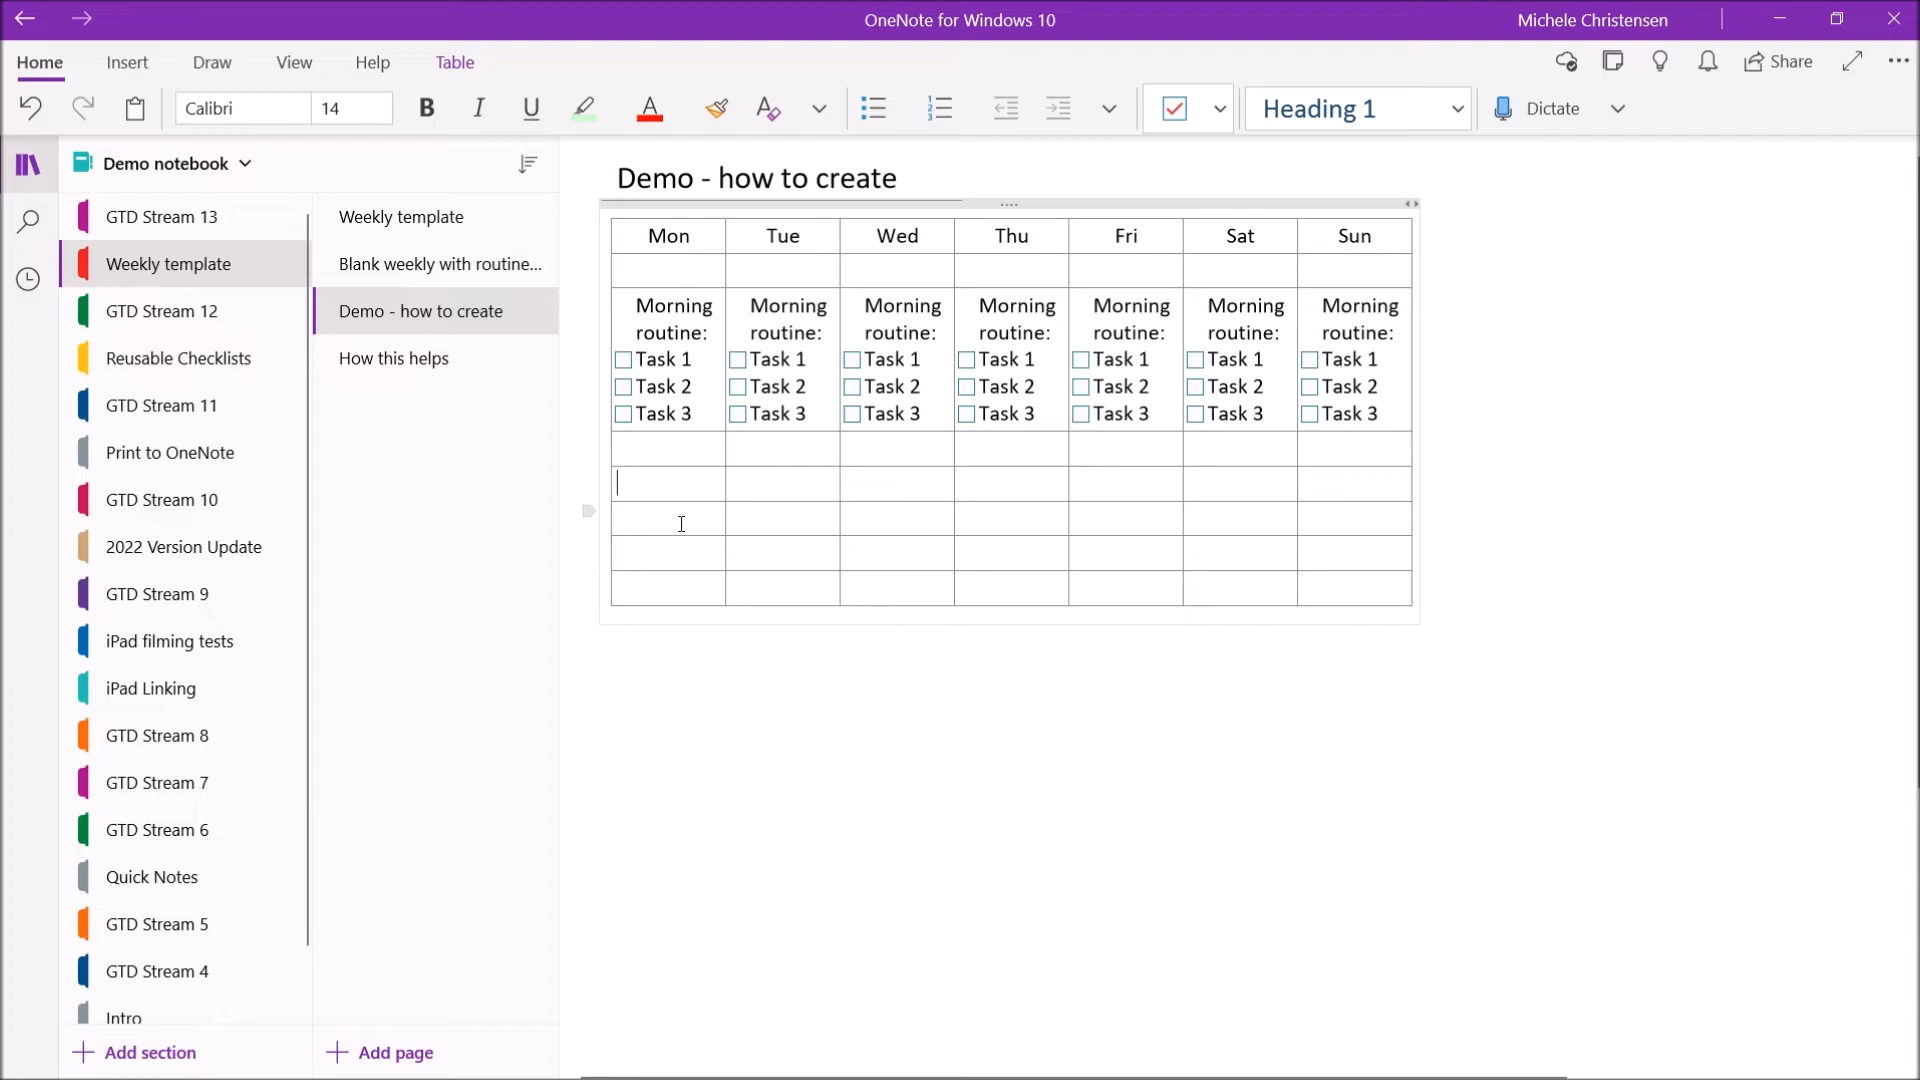 OneNote for Windows 10
Michele Christensen
Home Insert Draw View Help Table
Share
Calibri 14 B I U A Heading 1 Dictate
Demo notebook
GTD Stream 13
Weekly template
GTD Stream 12
Reusable Checklists
GTD Stream 11
Print to OneNote
GTD Stream 10
2022 Version Update
GTD Stream 9
iPad filming tests
iPad Linking
GTD Stream 8
GTD Stream 7
GTD Stream 6
Quick Notes
GTD Stream 5
GTD Stream 4
Intro
Add section
Weekly template
Blank weekly with routine...
Demo - how to create
How this helps
Add page
Demo - how to create
Mon Tue Wed Thu Fri Sat Sun
Morning Morning Morning Morning Morning Morning Morning
routine: routine: routine: routine: routine: routine: routine:
Task 1 Task 1 Task 1 Task 1 Task 1 Task 1 Task 1
Task 2 Task 2 Task 2 Task 2 Task 2 Task 2 Task 2
Task 3 Task 3 Task 3 Task 3 Task 3 Task 3 Task 3